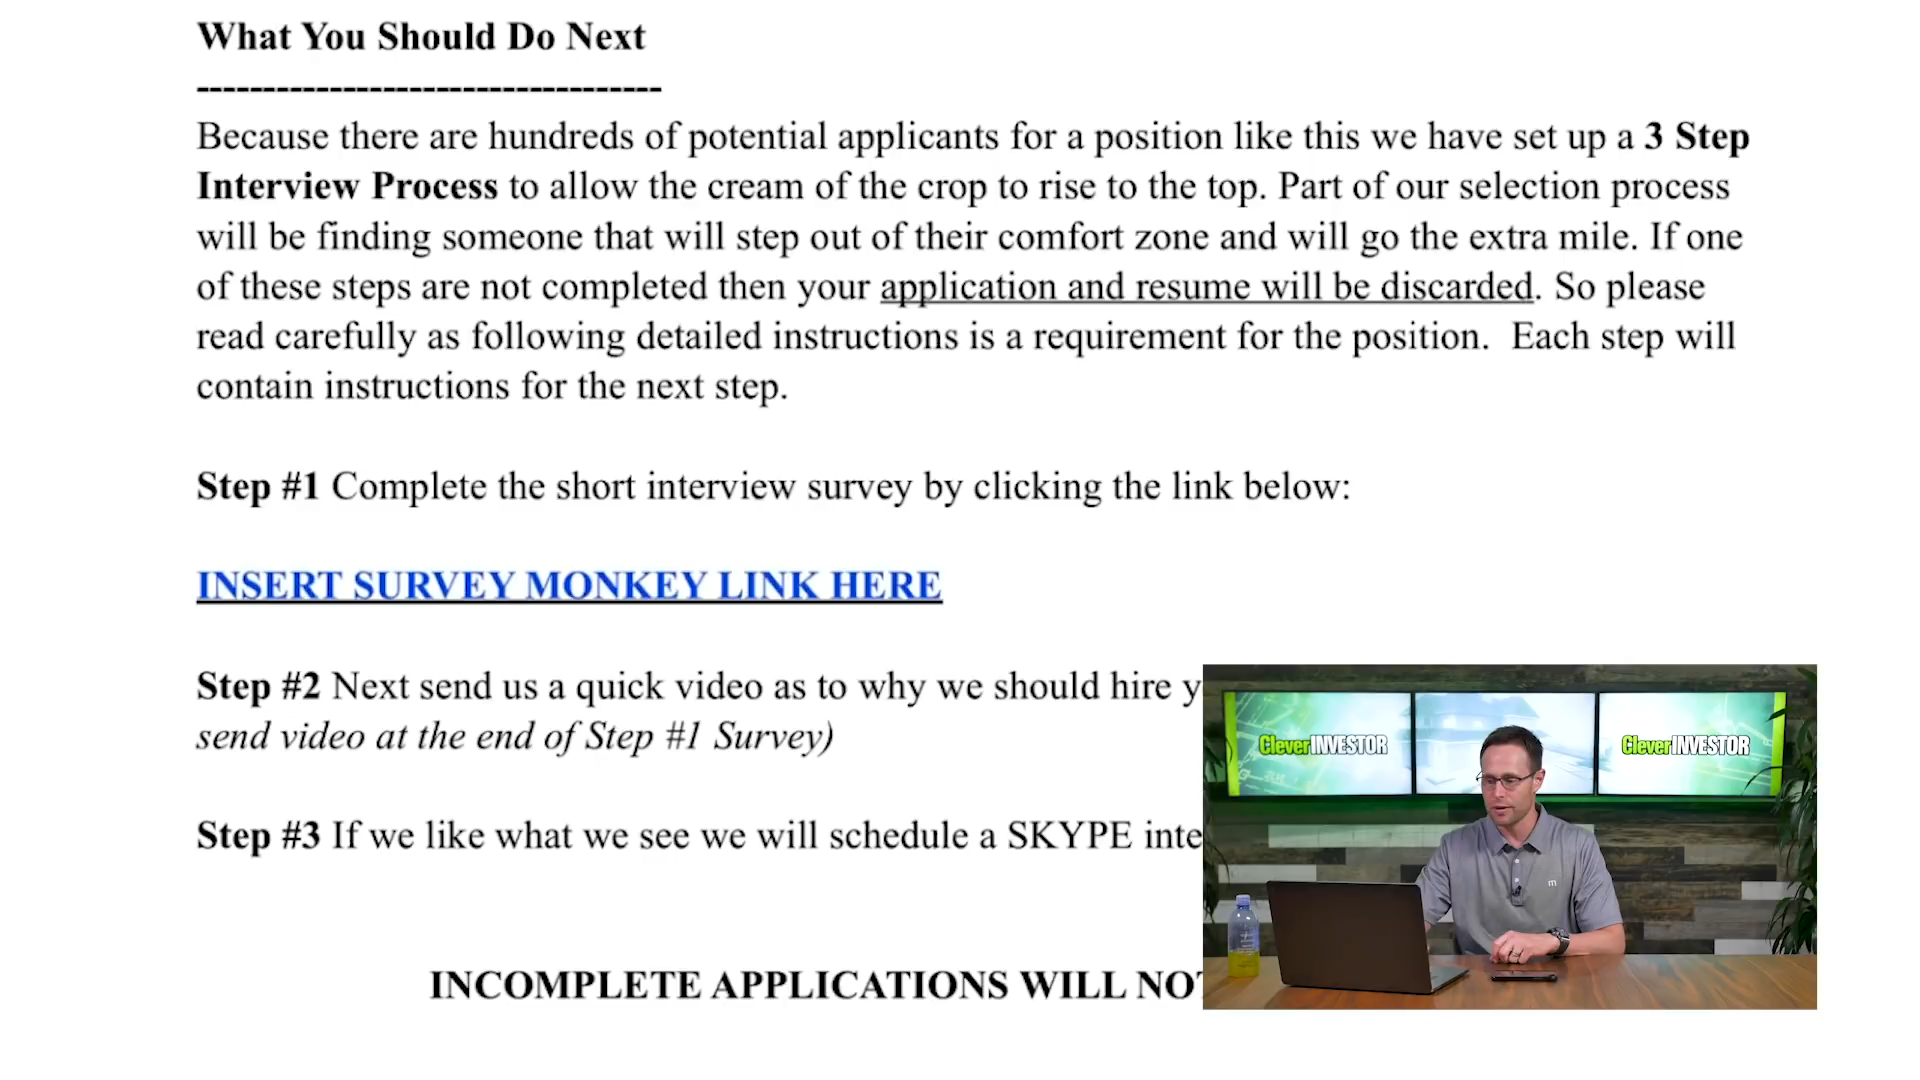 What You Should Do Next
-----------------------------------
Because there are hundreds of potential applicants for a position like this we have set up a 3 Step
Interview Process to allow the cream of the crop to rise to the top. Part of our selection process
will be finding someone that will step out of their comfort zone and will go the extra mile. If one
of these steps are not completed then your application and resume will be discarded. So please
read carefully as following detailed instructions is a requirement for the position.  Each step will
contain instructions for the next step.
Step #1 Complete the short interview survey by clicking the link below:
INSERT SURVEY MONKEY LINK HERE
Step #2 Next send us a quick video as to why we should hire y
send video at the end of Step #1 Survey)
Step #3 If we like what we see we will schedule a SKYPE inte
INCOMPLETE APPLICATIONS WILL NOT
CleverINVESTOR
CleverINVESTOR
m